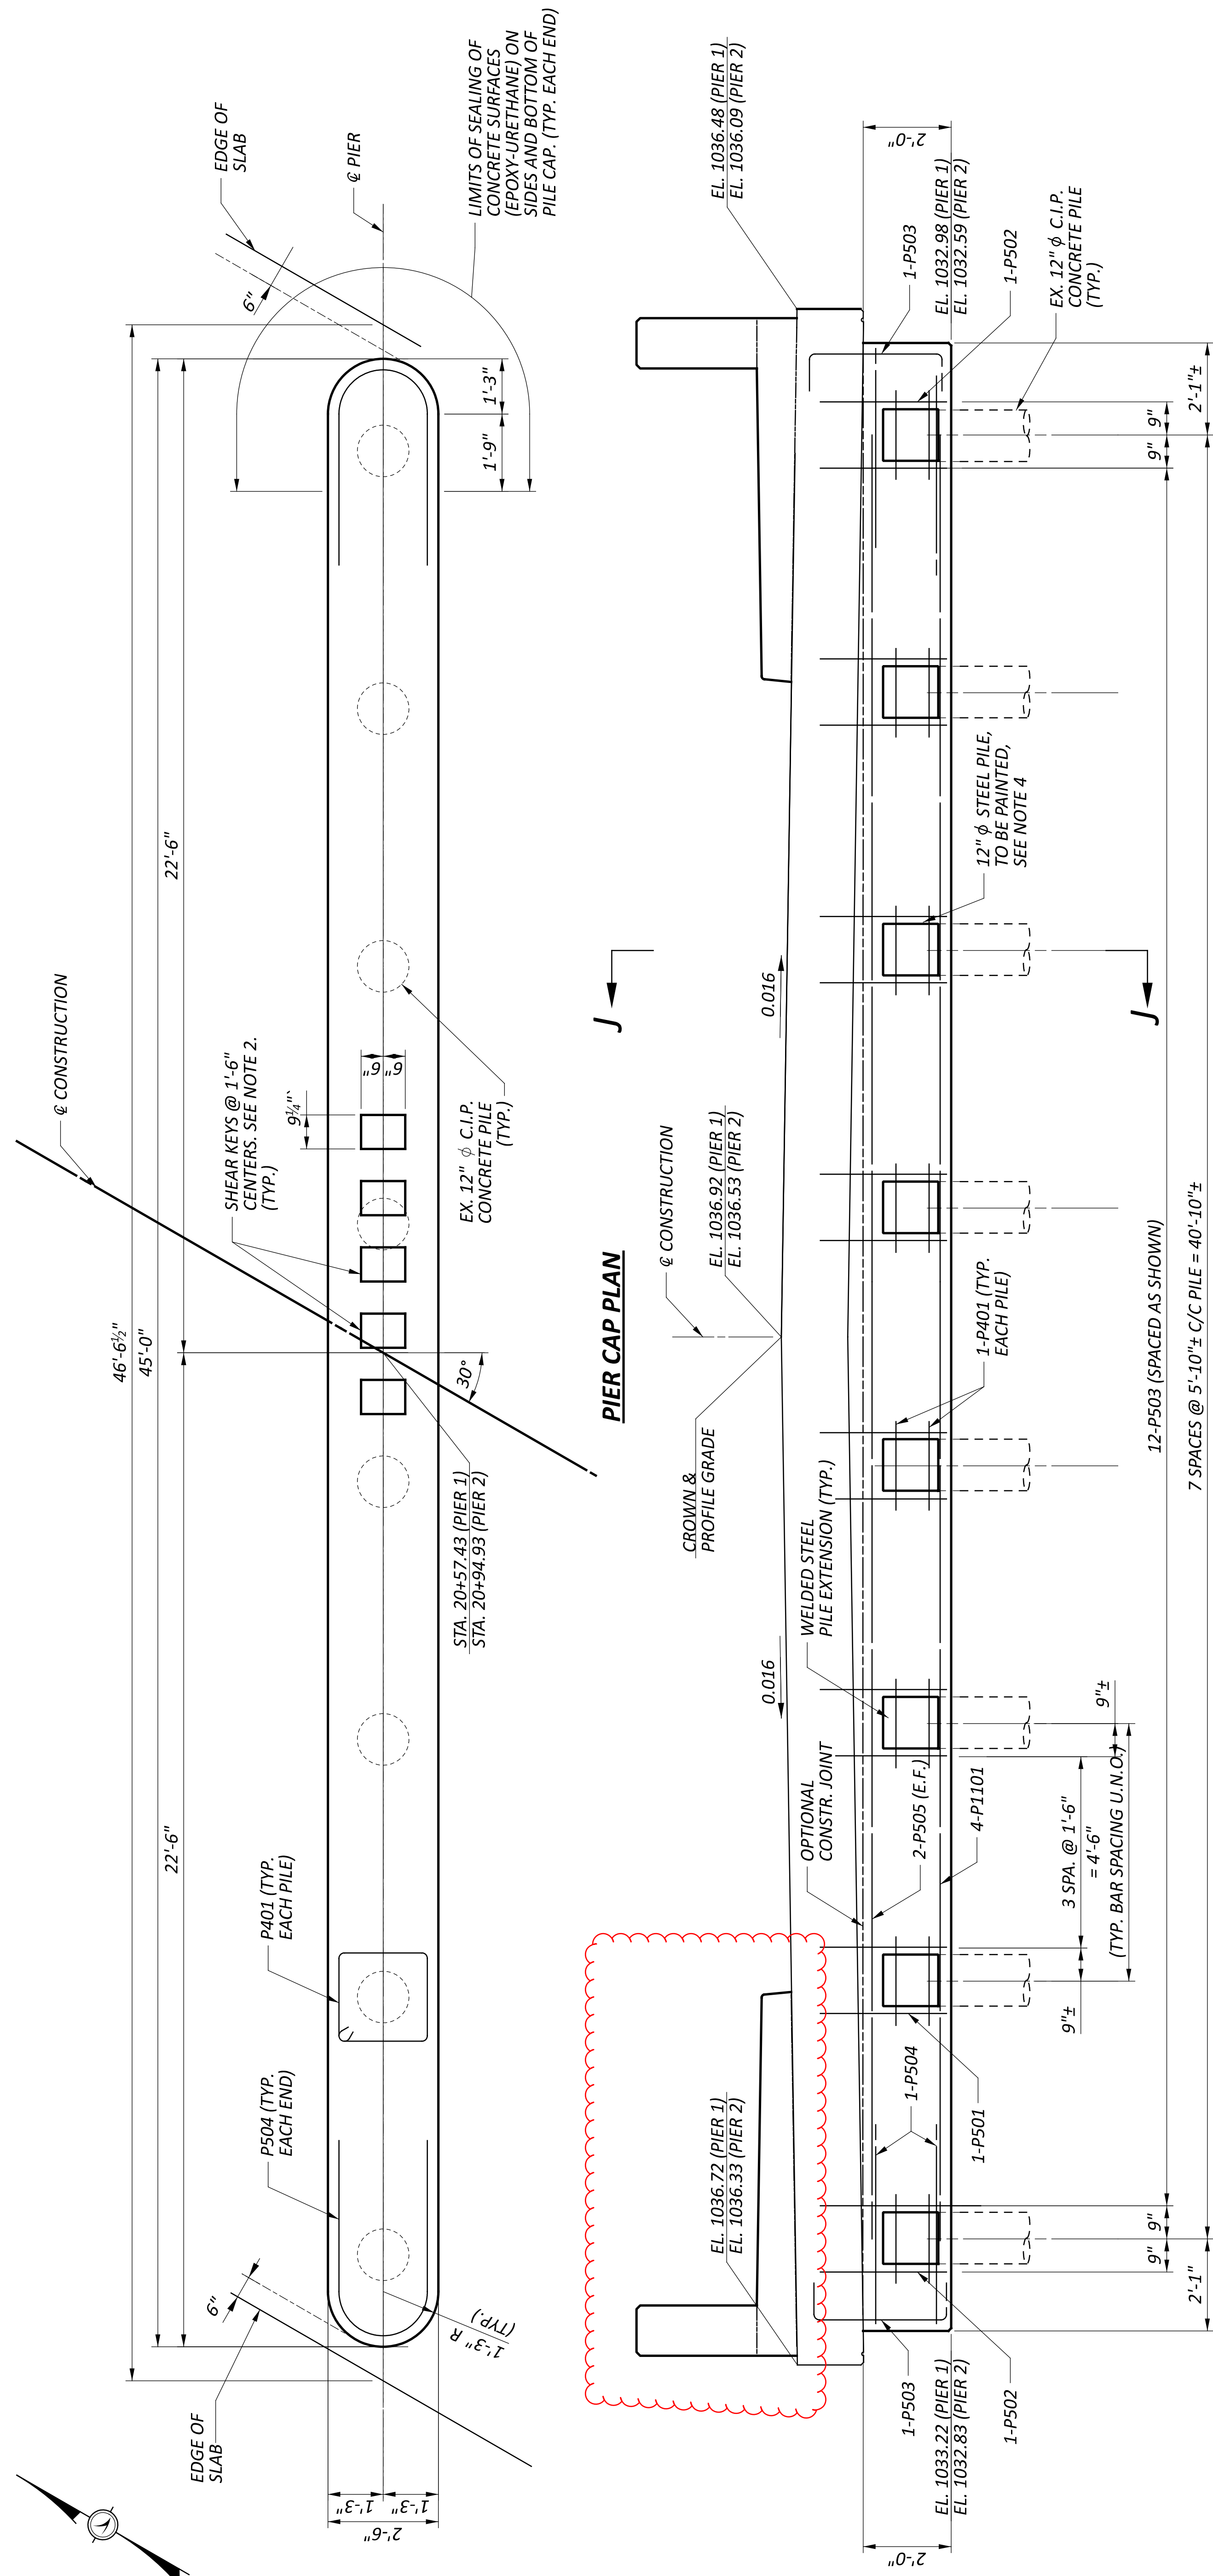 EDGE OF
SLAB
6"
46'-6½"
45'-0"
22'-6"
22'-6"
P504 (TYP.
EACH END)
P401 (TYP.
EACH PILE)
1'-3" R
(TYP.)
1'-3"
1'-3"
2'-6"
℄ CONSTRUCTION
SHEAR KEYS @ 1'-6"
CENTERS. SEE NOTE 2.
(TYP.)
9¼"`
6"
6"
30°
STA. 20+57.43 (PIER 1)
STA. 20+94.93 (PIER 2)
EX. 12" ϕ C.I.P.
CONCRETE PILE
(TYP.)
EDGE OF
SLAB
6"
℄ PIER
1'-9"
1'-3"
LIMITS OF SEALING OF
CONCRETE SURFACES
(EPOXY-URETHANE) ON
SIDES AND BOTTOM OF
PILE CAP. (TYP. EACH END)
PIER CAP PLAN
J
℄ CONSTRUCTION
CROWN &
PROFILE GRADE
EL. 1036.92 (PIER 1)
EL. 1036.53 (PIER 2)
0.016
0.016
EL. 1036.72 (PIER 1)
EL. 1036.33 (PIER 2)
EL. 1036.48 (PIER 1)
EL. 1036.09 (PIER 2)
OPTIONAL
CONSTR. JOINT
WELDED STEEL
PILE EXTENSION (TYP.)
2'-0"
2'-0"
1-P503
EL. 1033.22 (PIER 1)
EL. 1032.83 (PIER 2)
1-P502
1-P504
1-P501
2-P505 (E.F.)
4-P1101
1-P401 (TYP.
EACH PILE)
12" ϕ STEEL PILE,
TO BE PAINTED,
SEE NOTE 4
1-P503
EL. 1032.98 (PIER 1)
EL. 1032.59 (PIER 2)
1-P502
EX. 12" ϕ C.I.P.
CONCRETE PILE
(TYP.)
J
9"±
3 SPA. @ 1'-6"
= 4'-6"
9"±
(TYP. BAR SPACING U.N.O.)
9"
9"
12-P503 (SPACED AS SHOWN)
9"
9"
2'-1"
7 SPACES @ 5'-10"± C/C PILE = 40'-10"±
2'-1"±